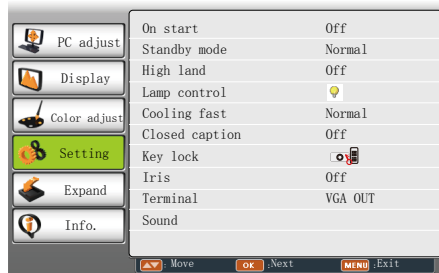 PC adjust
Display
Color adjust
Setting
Expand
Info.
On start Off
Standby mode Normal
High land Off
Lamp control
Cooling fast Normal
Closed caption Off
Key lock
Iris Off
Terminal VGA OUT
Sound
: Move OK :Next MENU :Exit